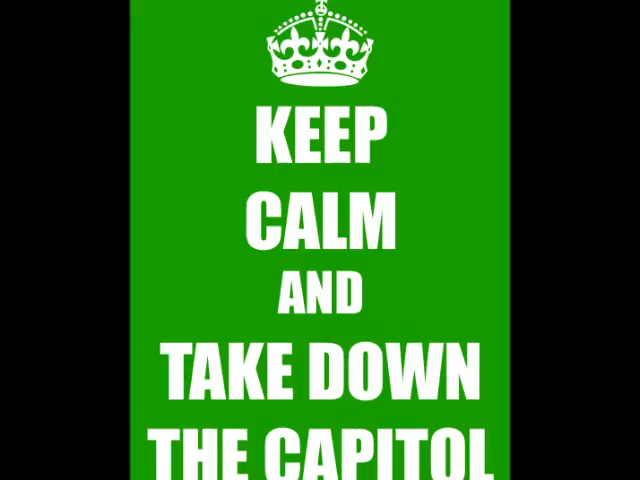 KEEP
CALM
AND
TAKE DOWN
THE CAPITOL